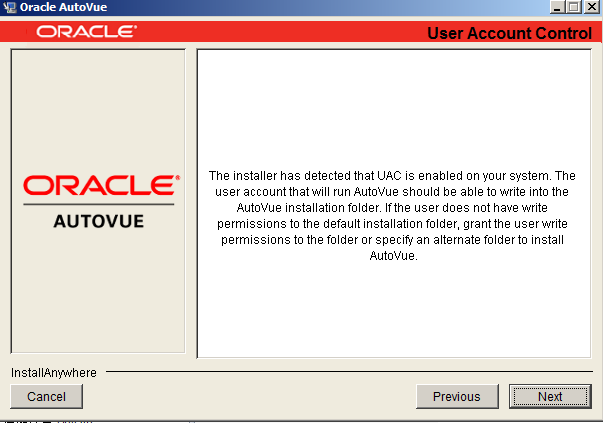 Oracle AutoVue
ORACLE®
User Account Control
ORACLE®
AUTOVUE
The installer has detected that UAC is enabled on your system. The
user account that will run AutoVue should be able to write into the
AutoVue installation folder. If the user does not have write
permissions to the default installation folder, grant the user write
permissions to the folder or specify an alternate folder to install
AutoVue.
InstallAnywhere
Cancel
Previous
Next